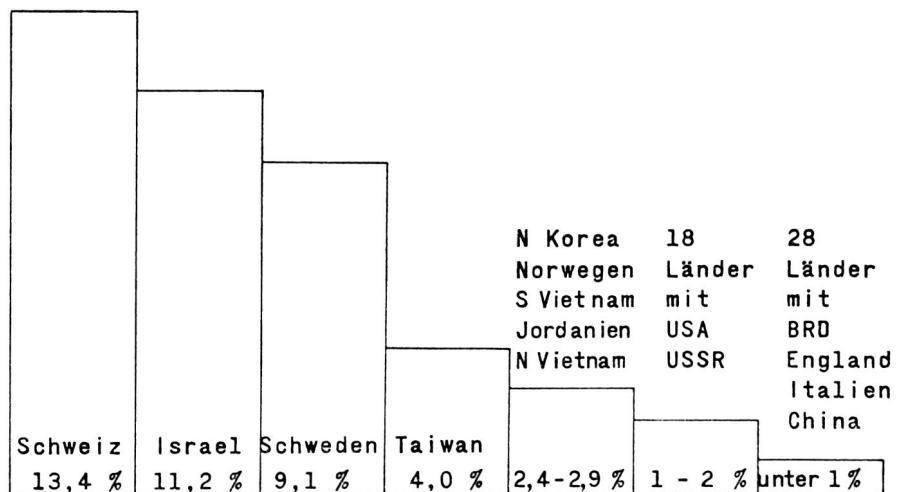 N Korea
Norwegen
S Vietnam
Jordanien
N Vietnam
18
Länder
mit
USA
USSR
28
Länder
mit
BRD
England
Italien
China
Schweiz
13,4 %
Israel
11,2 %
Schweden
9,1 %
Taiwan
4,0 %
2,4-2,9 %
1 - 2 %
unter 1%